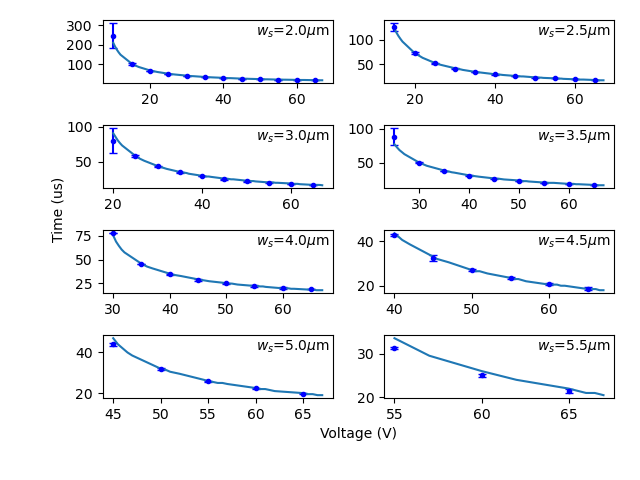 w_s=2.0μm
300
200
100
20 40 60
w_s=2.5μm
100
50
20 40 60
w_s=3.0μm
100
50
20 40 60
w_s=3.5μm
100
50
30 40 50 60
w_s=4.0μm
75
50
25
30 40 50 60
w_s=4.5μm
40
20
40 45 50 55 60 65
w_s=5.0μm
40
20
45 50 55 60 65
w_s=5.5μm
30
20
55 60 65
Time (us)
Voltage (V)